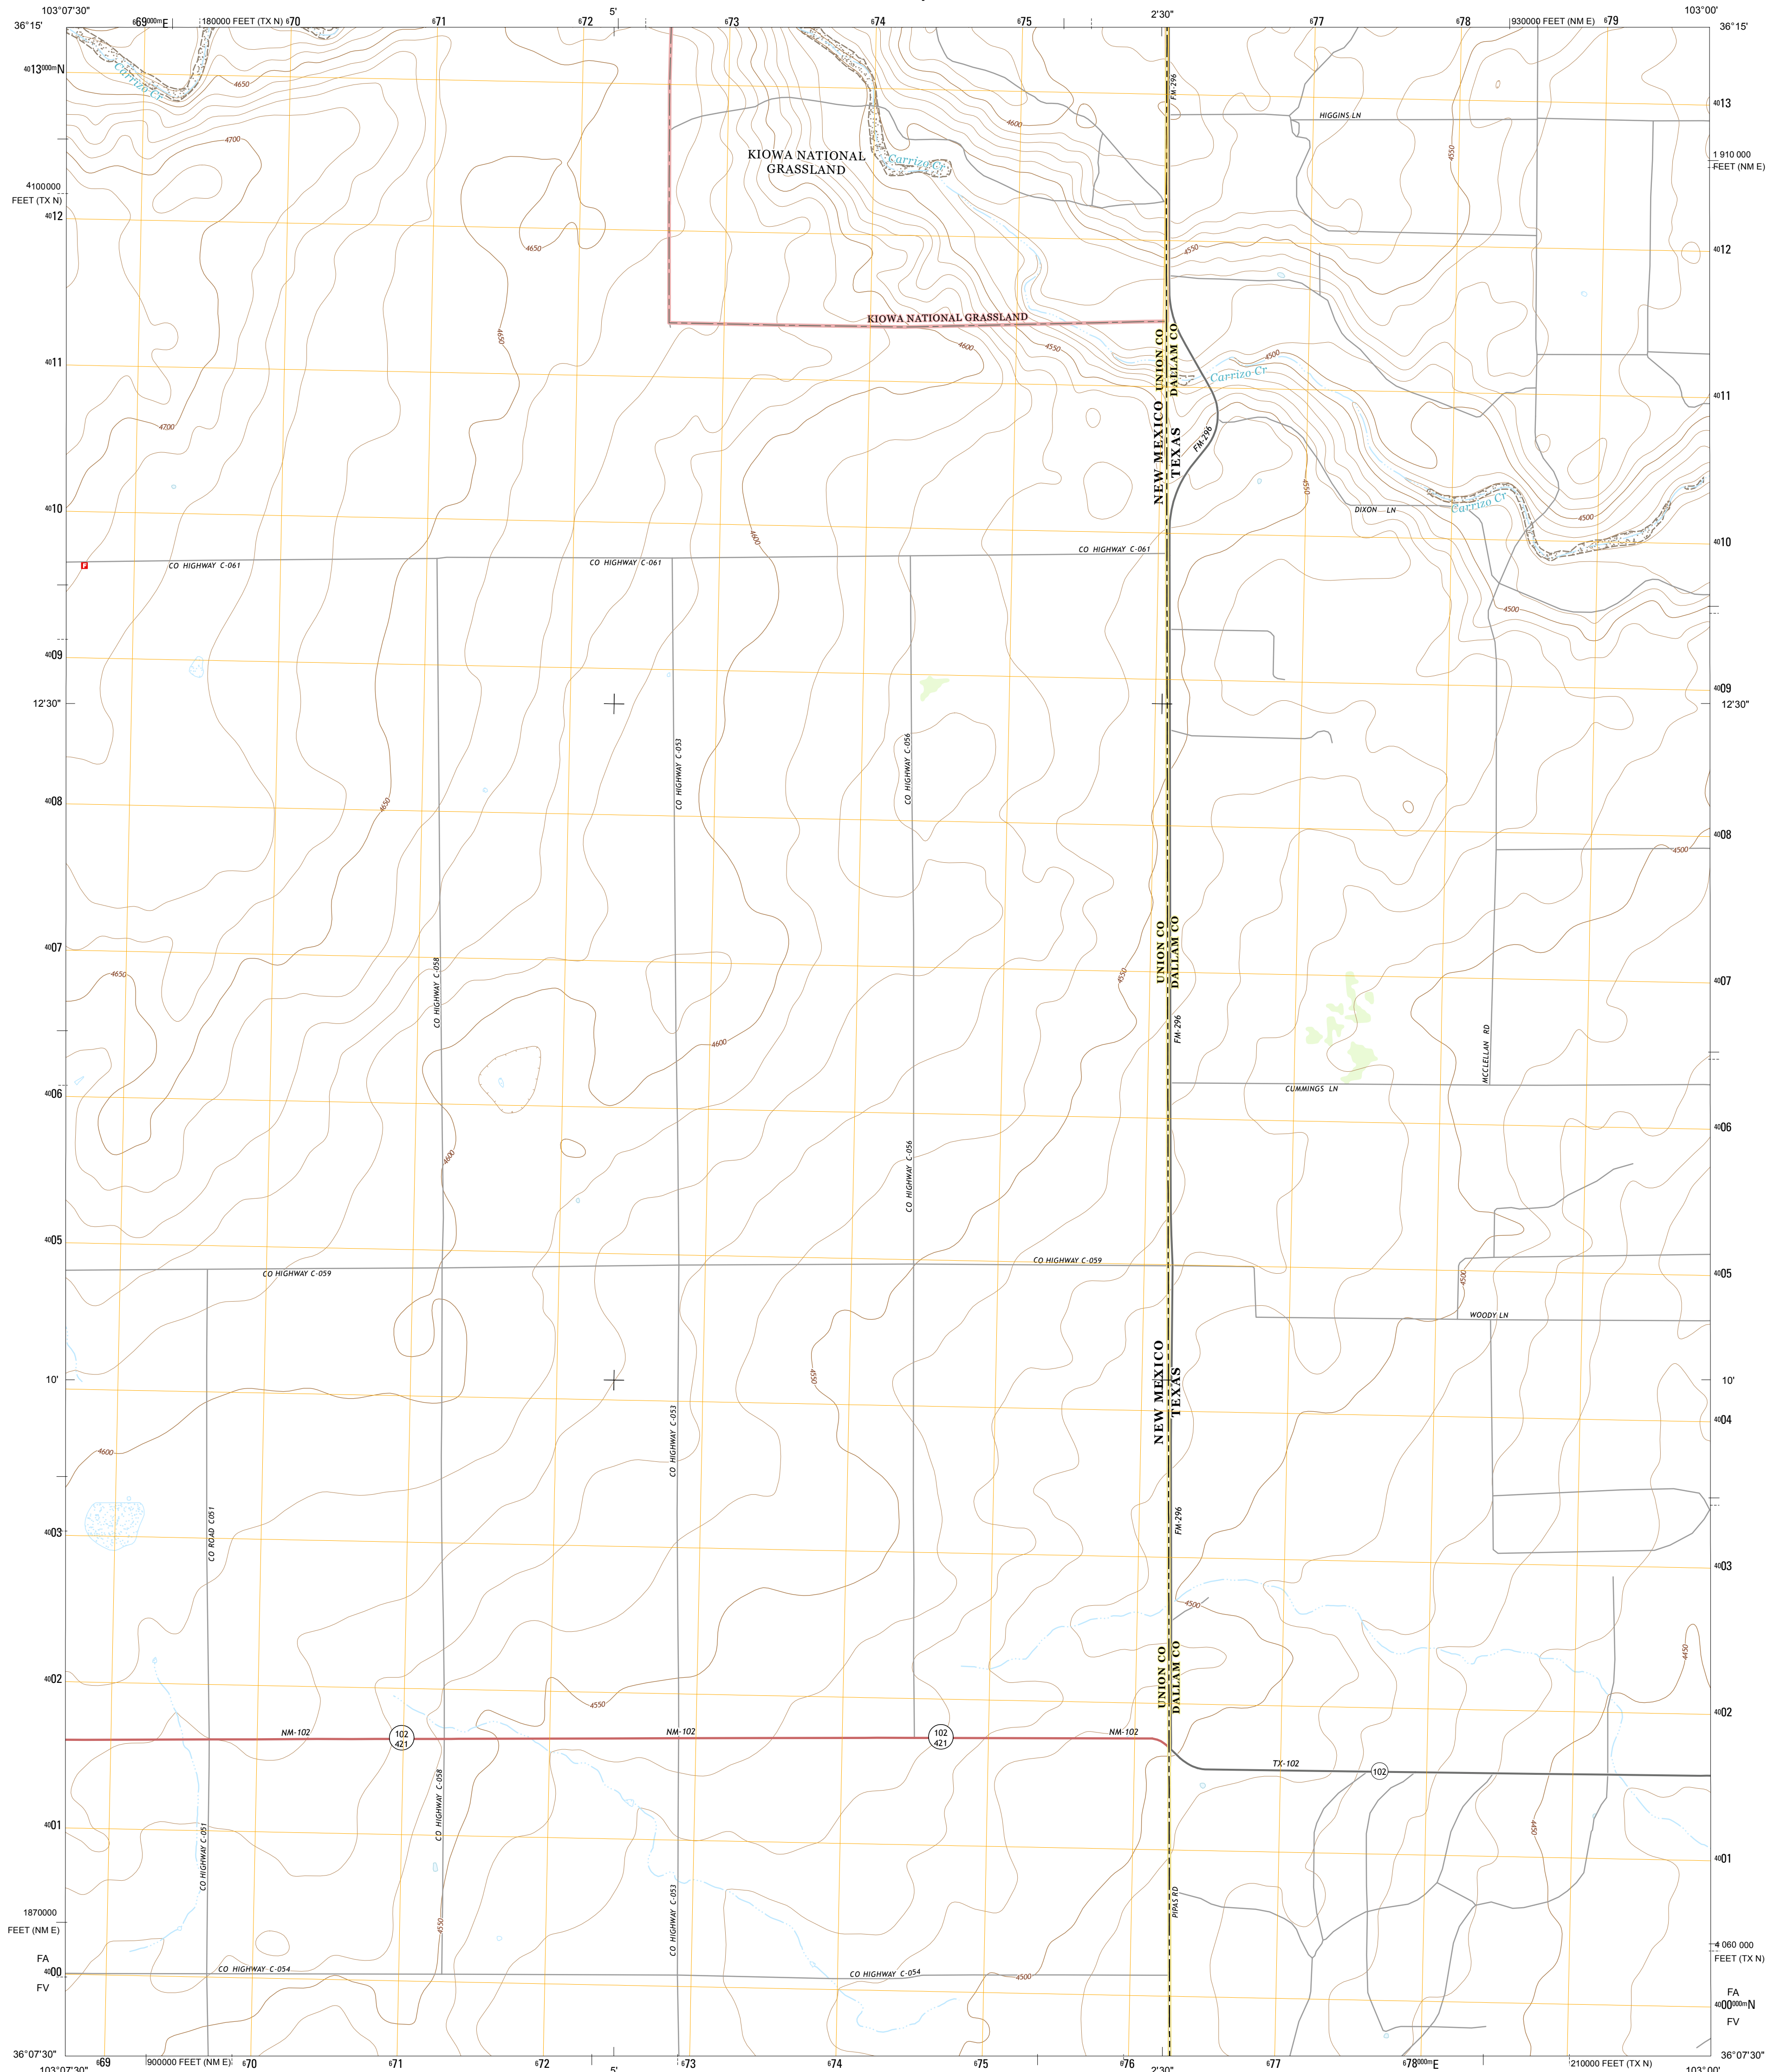 103°07'30"
669000mE
180000 FEET (TX N)
670
671
672
5'
673
674
675
2'30"
677
678
930000 FEET (NM E)
679
103°00'
36°15'
36°15'
4013000mN
Carrizo Cr
4650
4600
FM-296
HIGGINS LN
4013
4700
KIOWA NATIONAL
GRASSLAND
Carrizo Cr
4550
1 910 000
FEET (NM E)
4100000
FEET (TX N)
4012
4650
4550
4012
4650
KIOWA NATIONAL GRASSLAND
4600
4550
UNION CO
DALLAM CO
4500
Carrizo Cr
4011
4011
4700
NEW MEXICO
TEXAS
FM-296
4550
4010
4600
DIXON LN
Carrizo Cr
4500
4010
CO HIGHWAY C-061
CO HIGHWAY C-061
CO HIGHWAY C-061
P
4500
4009
4009
12'30"
12'30"
CO HIGHWAY C-053
CO HIGHWAY C-056
4008
4650
4008
4500
4007
4650
CO HIGHWAY C-058
4550
UNION CO
DALLAM CO
4007
4600
FM-296
MCCLELLAN RD
4006
CUMMINGS LN
4006
4600
CO HIGHWAY C-056
4005
CO HIGHWAY C-059
CO HIGHWAY C-059
4500
4005
WOODY LN
10'
4550
NEW MEXICO
TEXAS
10'
4004
4600
CO HIGHWAY C-053
4003
CO ROAD C051
FM-296
4003
4500
4450
4002
4550
UNION CO
DALLAM CO
4002
NM-102
102
421
NM-102
102
421
NM-102
TX-102
102
4001
CO HIGHWAY C-051
CO HIGHWAY C-058
4450
4001
1870000
FEET (NM E)
4550
CO HIGHWAY C-053
PIPAS RD
4 060 000
FEET (TX N)
FA
4000
FV
CO HIGHWAY C-054
CO HIGHWAY C-054
4500
FA
4000000mN
FV
36°07'30"
36°07'30"
103°07'30"
669
900000 FEET (NM E)
670
671
672
5'
673
674
675
676
2'30"
677
678000mE
210000 FEET (TX N)
103°00'